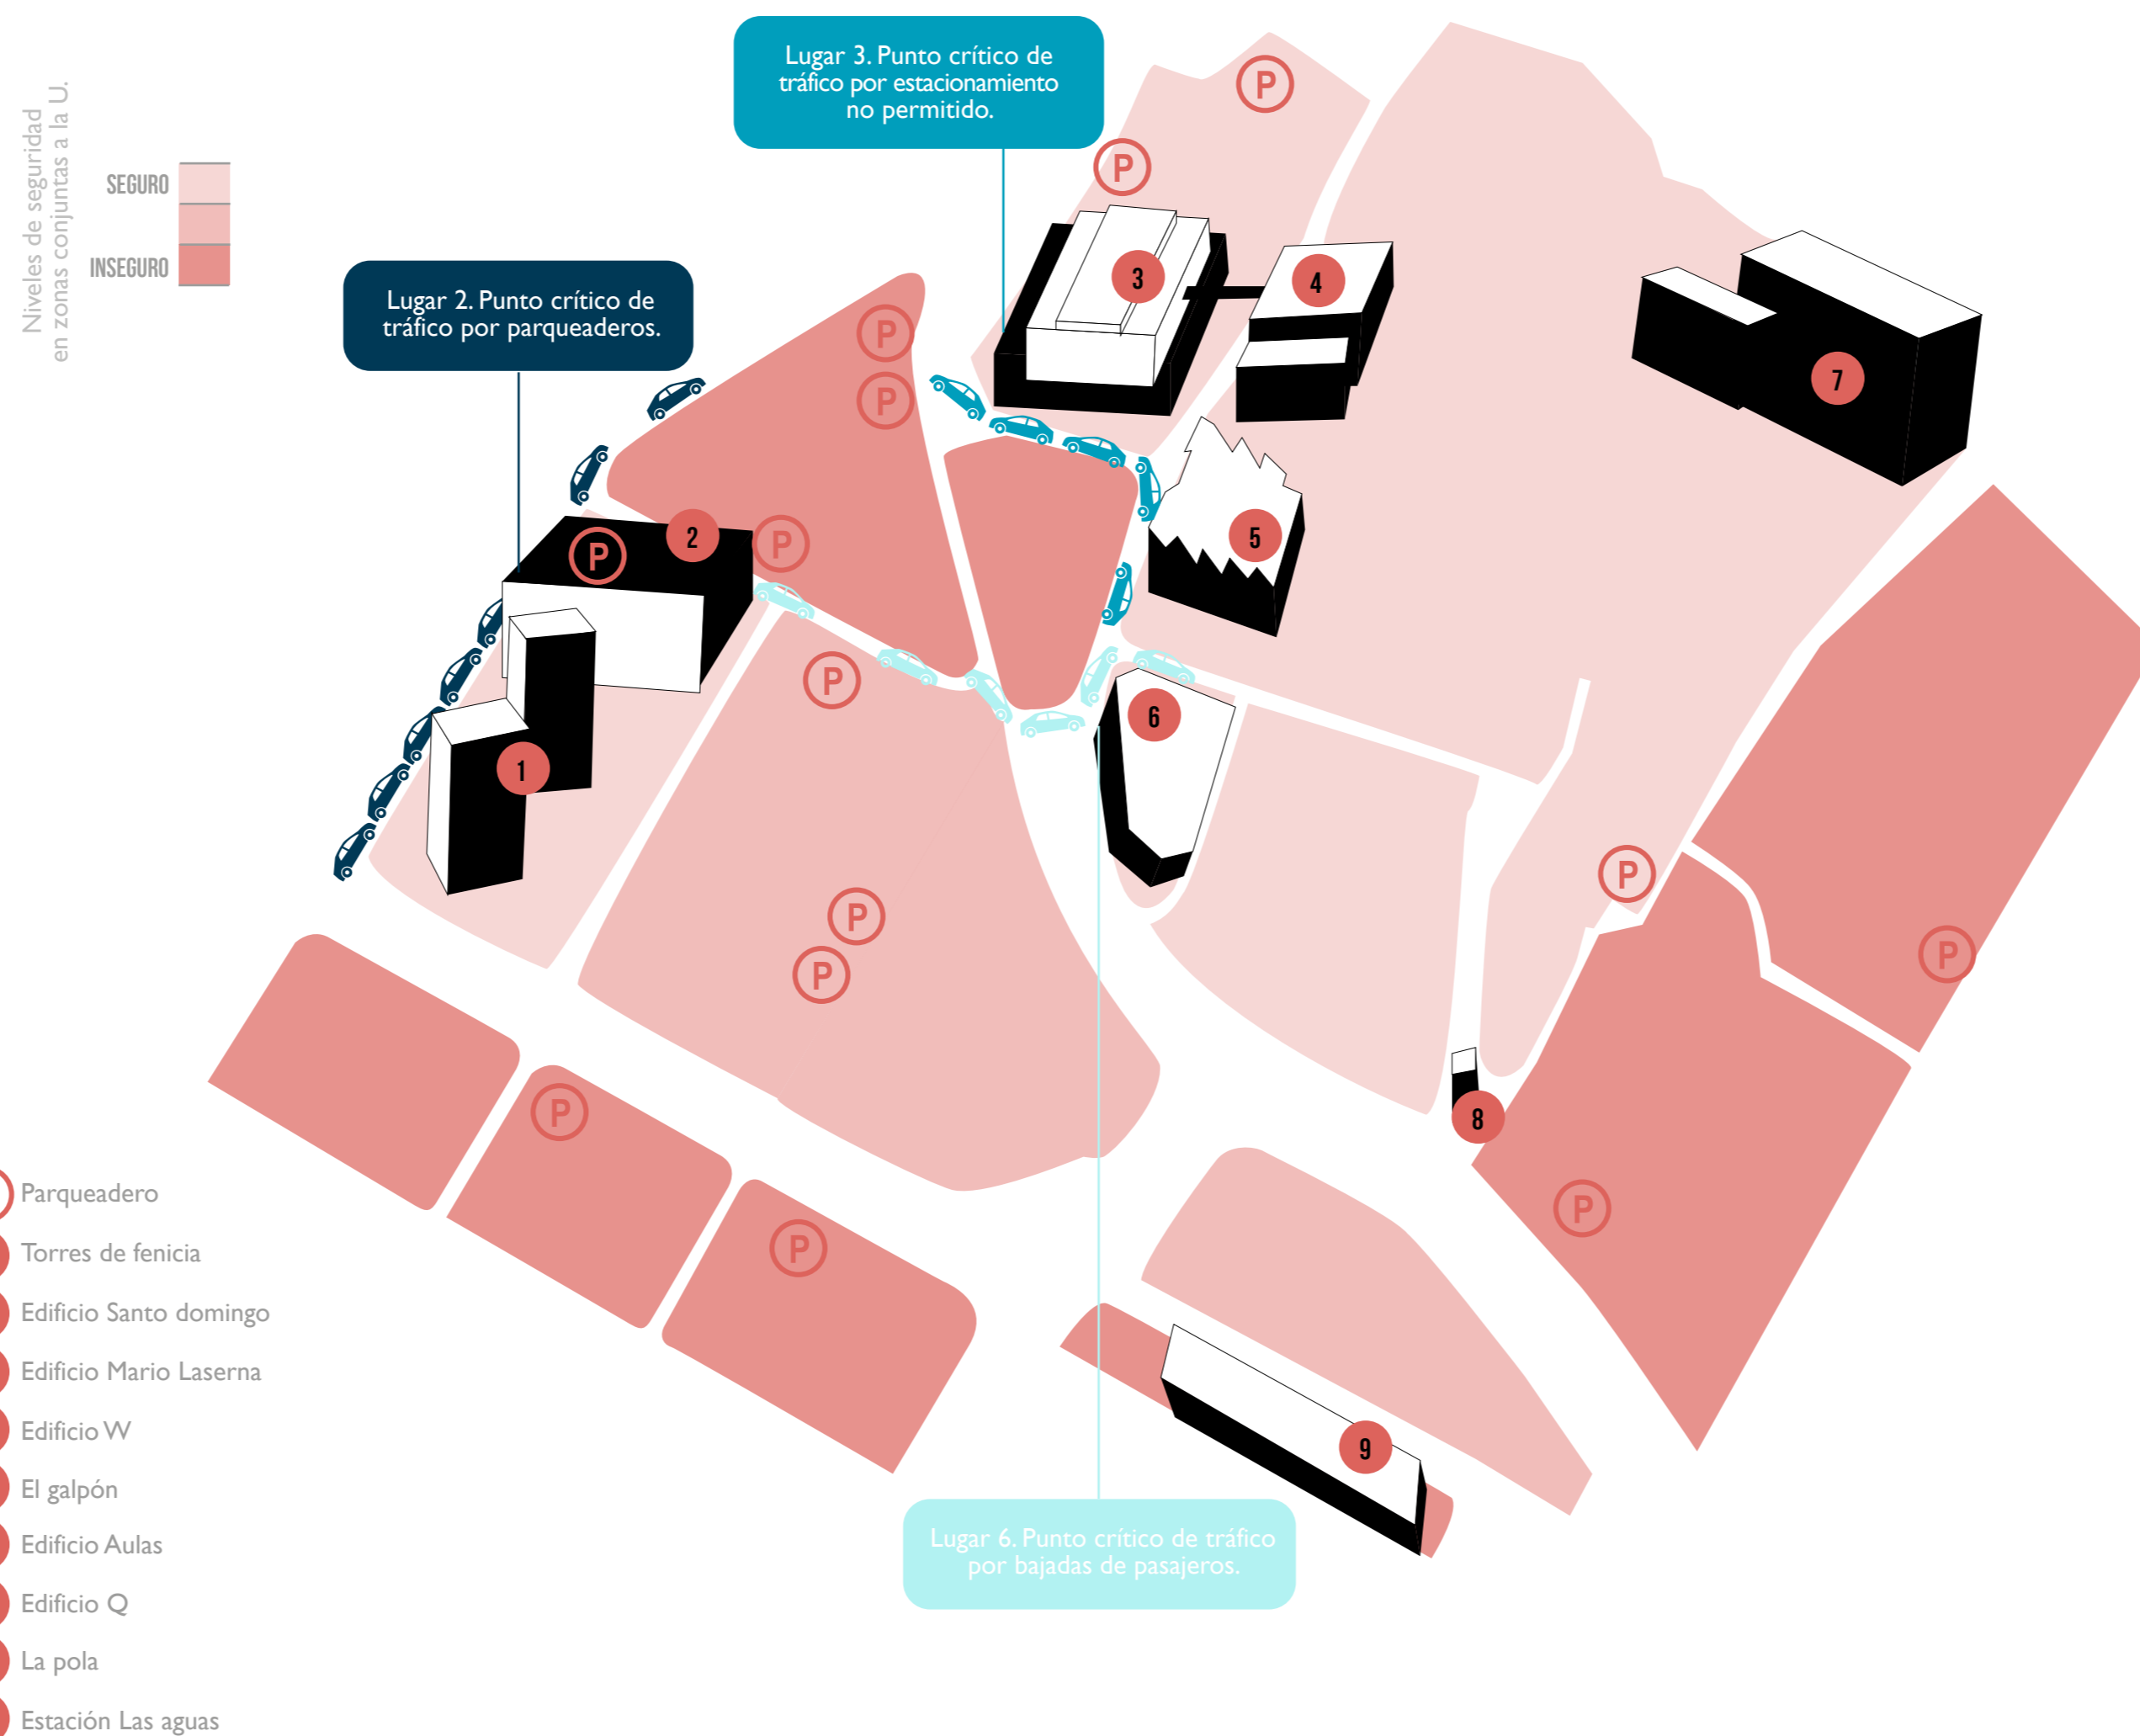 Lugar 3. Punto crítico de
tráfico por estacionamiento
no permitido.
Niveles de seguridad
en zonas conjuntas a la U.
SEGURO
INSEGURO
Lugar 2. Punto crítico de
tráfico por parqueaderos.
P
P
3
4
7
P
P
2
P
P
5
P
6
1
P
P
P
P
P
8
P
P
P
9
Lugar 6. Punto crítico de tráfico
por bajadas de pasajeros.
Parqueadero
Torres de fenicia
Edificio Santo domingo
Edificio Mario Laserna
Edificio W
El galpón
Edificio Aulas
Edificio Q
La pola
Estación Las aguas